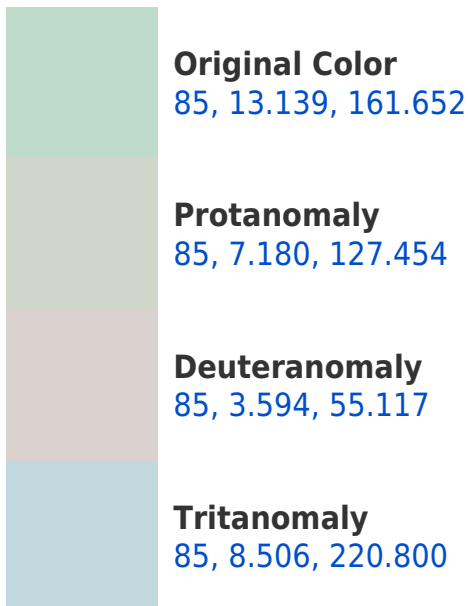 Original Color
85, 13.139, 161.652
Protanomaly
85, 7.180, 127.454
Deuteranomaly
85, 3.594, 55.117
Tritanomaly
85, 8.506, 220.800